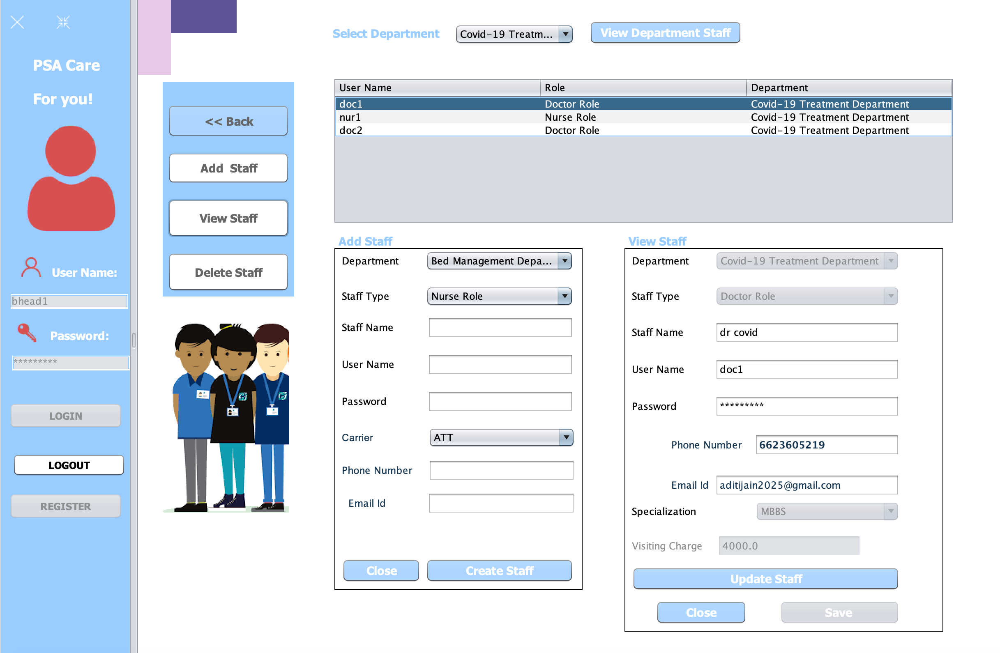 PSA Care
For you!
User Name:
bhead1
Password:
*********
LOGIN
LOGOUT
REGISTER
<< Back
Add Staff
View Staff
Delete Staff
Select Department Covid-19 Treatm... View Department Staff
User Name Role Department
doc1 Doctor Role Covid-19 Treatment Department
nur1 Nurse Role Covid-19 Treatment Department
doc2 Doctor Role Covid-19 Treatment Department
Add Staff
Department Bed Management Depa...
Staff Type Nurse Role
Staff Name
User Name
Password
Carrier ATT
Phone Number
Email Id
Close Create Staff
View Staff
Department Covid-19 Treatment Department
Staff Type Doctor Role
Staff Name dr covid
User Name doc1
Password *********
Phone Number 6623605219
Email Id aditijain2025@gmail.com
Specialization MBBS
Visiting Charge 4000.0
Update Staff
Close Save